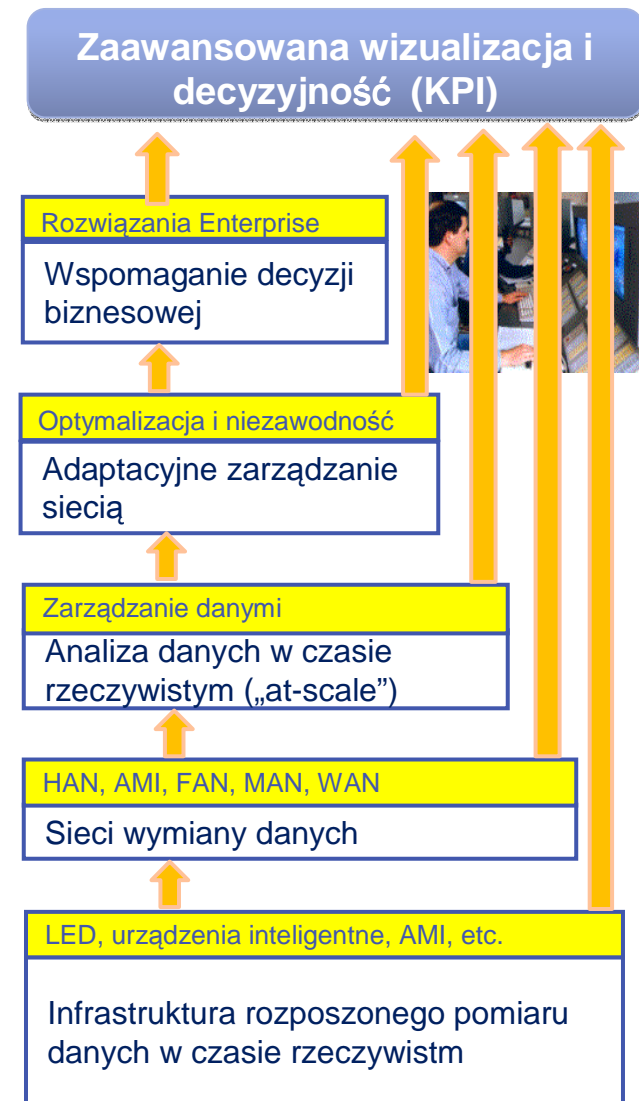 Zaawansowana wizualizacja i
decyzyjność (KPI)
Rozwiązania Enterprise
Wspomaganie decyzji
biznesowej
Optymalizacja i niezawodność
Adaptacyjne zarządzanie
siecią
Zarządzanie danymi
Analiza danych w czasie
rzeczywistym („at-scale”)
HAN, AMI, FAN, MAN, WAN
Sieci wymiany danych
LED, urządzenia inteligentne, AMI, etc.
Infrastruktura rozposzonego pomiaru
danych w czasie rzeczywistm